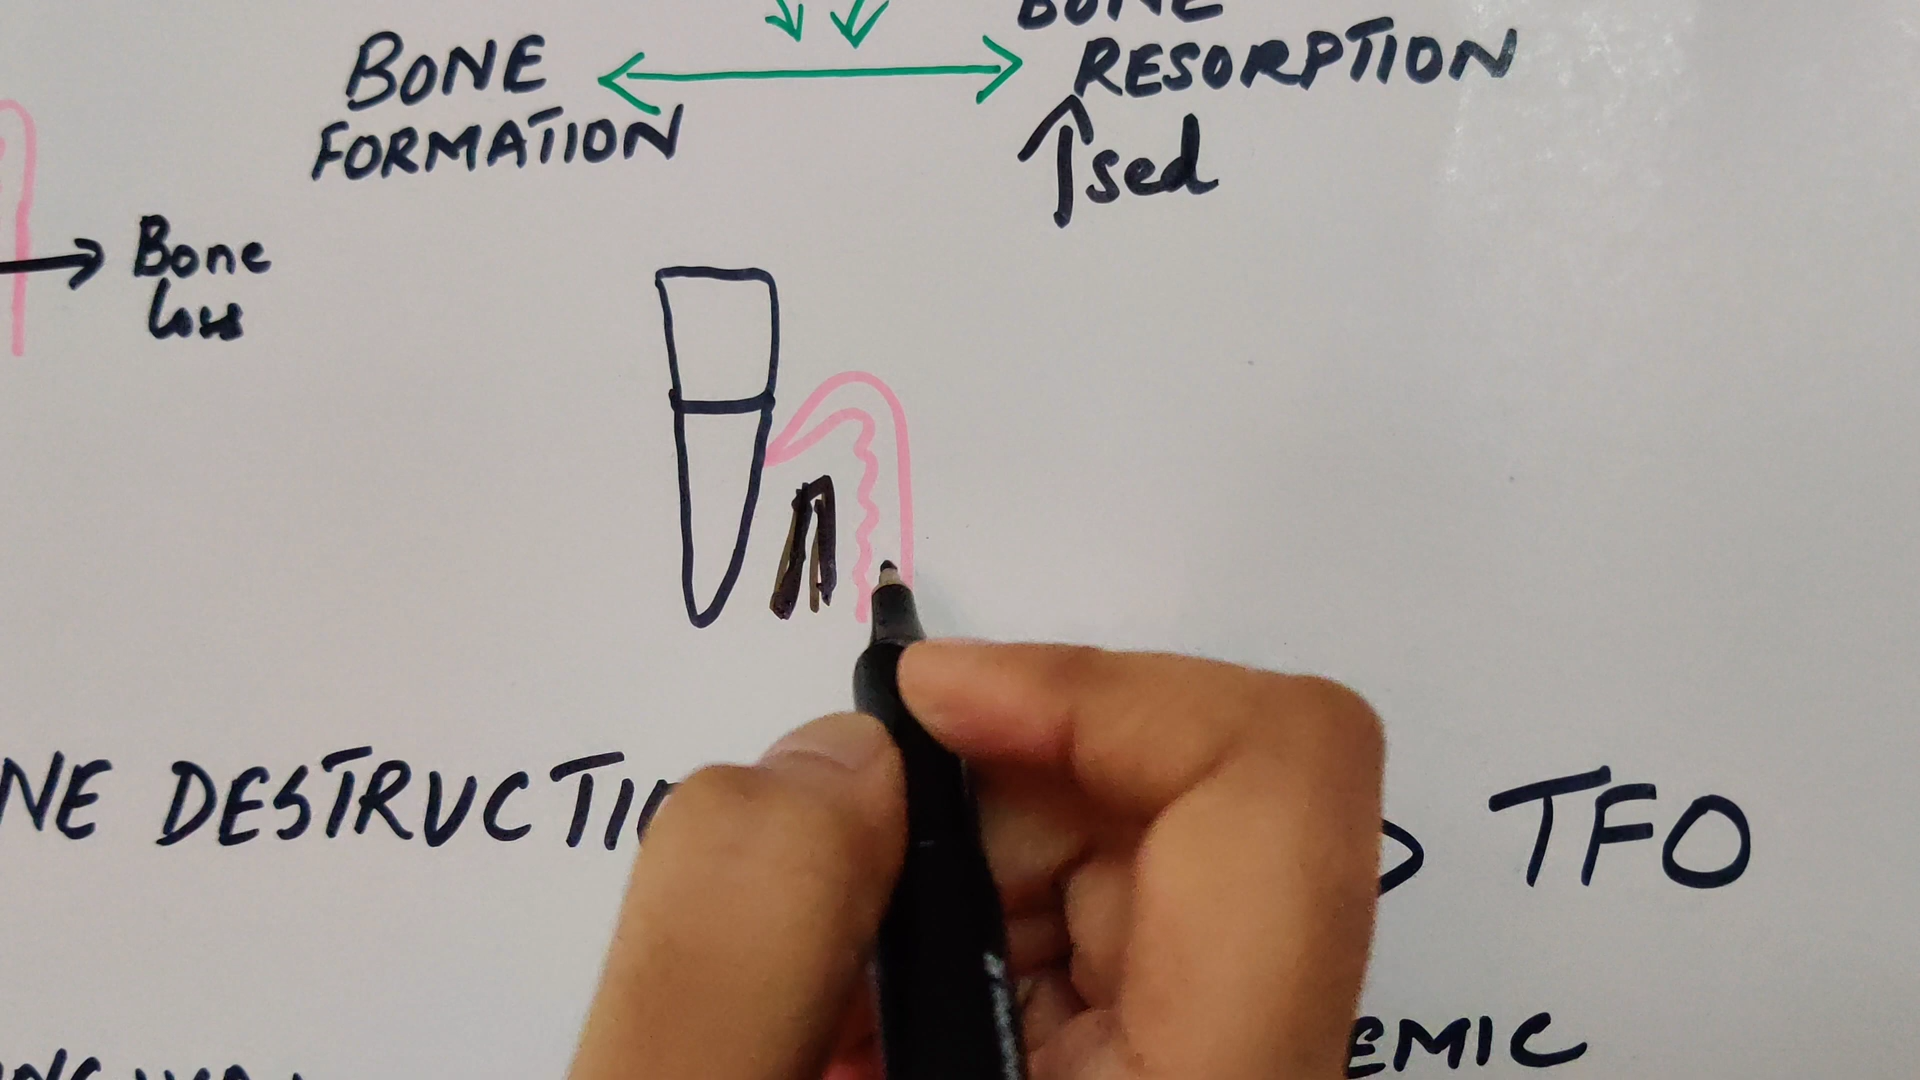 BONE
BONE
RESORPTION
FORMATION
↑sed
Bone
Loss
NE DESTRUCTI
TFO
EMIC